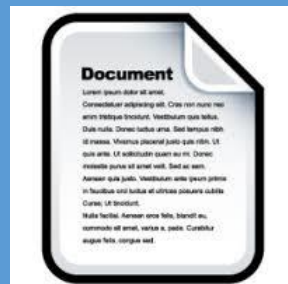 Document
Lorem ipsum dolor sit amet,
Consectetuer adipiscing elit. Cras non nunc nec
enim tristique tincidunt. Vestibulum quis tellus.
Duis nulla. Donec luctus urna. Sed tempus nibh
id massa. Vivamus placerat justo quis nibh. Ut
quis ante. Ut sollicitudin quam eu mi. Donec
molestie purus sit amet velit. Sed ac sem.
Aenean quis justo. Vestibulum ante ipsum primis
in faucibus orci luctus et ultrices posuere cubilia
Curae; Ut tincidunt.
Nulla facilisi. Aenean eros felis, blandit eu,
commodo sit amet, varius a, pede. Curabitur
augue felis, congue sed.